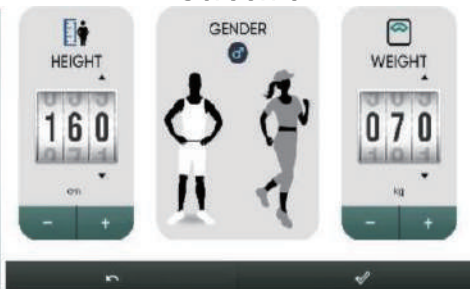 GENDER
HEIGHT
WEIGHT
160
070
cm
kg
- +
- +